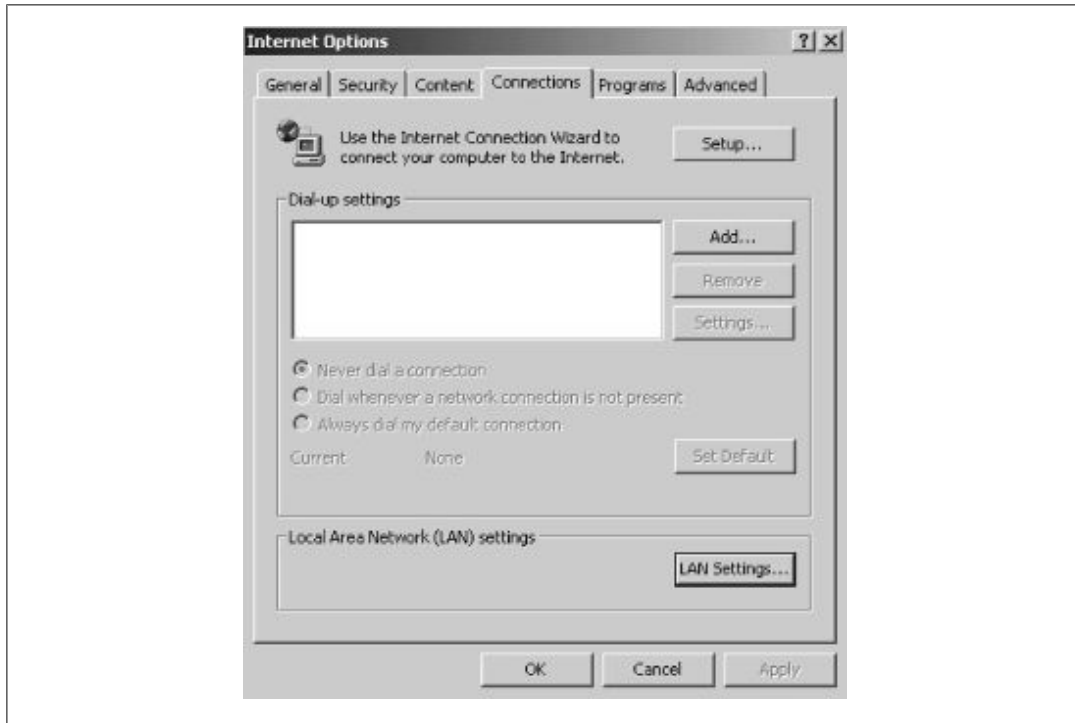 Internet Options
? X
General Security Content Connections Programs Advanced
Use the Internet Connection Wizard to
connect your computer to the Internet.
Setup...
Dial-up settings
Add...
Remove
Settings...
Never dial a connection
Dial whenever a network connection is not present
Always dial my default connection
Current None
Set Default
Local Area Network (LAN) settings
LAN Settings...
OK Cancel Apply